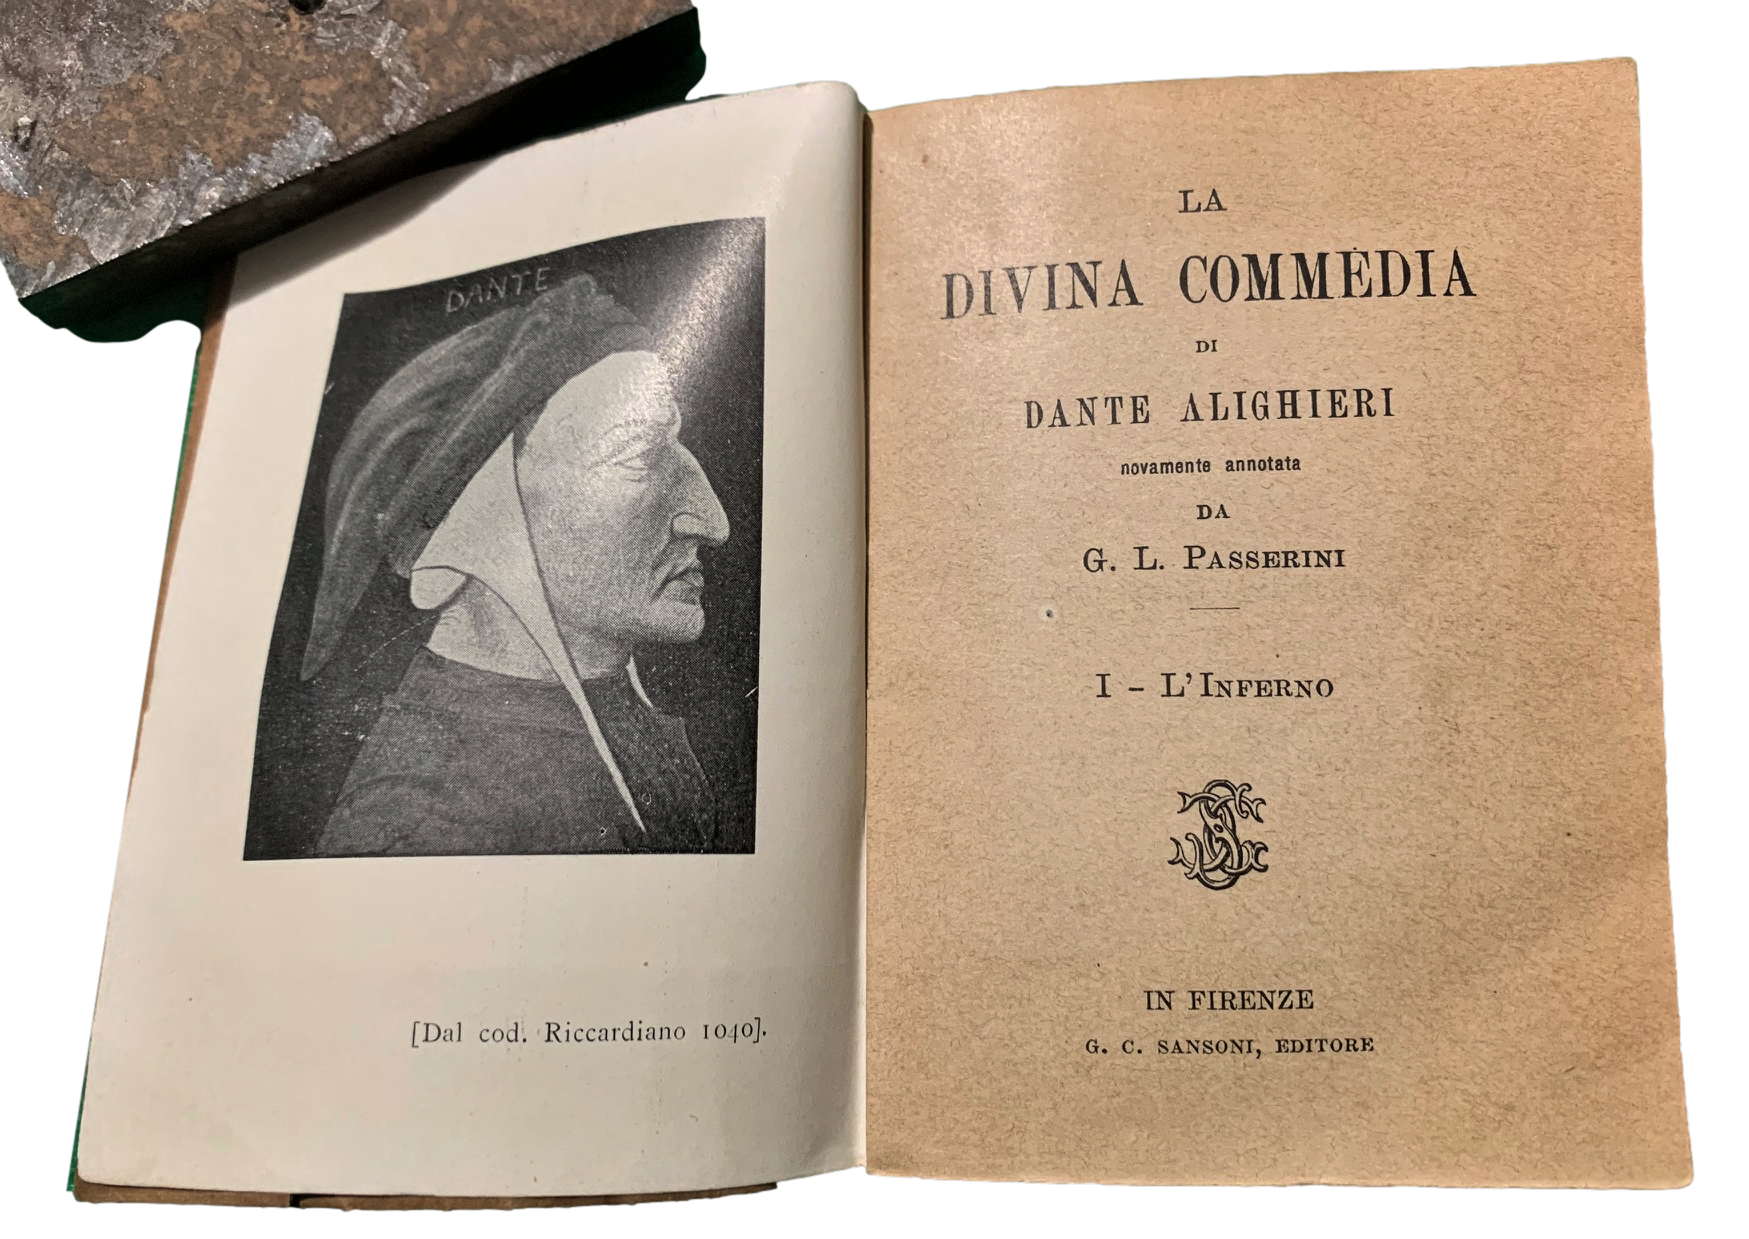 DANTE
[Dal cod. Riccardiano 1040].
LA
DIVINA COMMEDIA
DI
DANTE ALIGHIERI
novamente annotata
DA
G. L. PASSERINI
I - L'INFERNO
IN FIRENZE
G. C. SANSONI, EDITORE